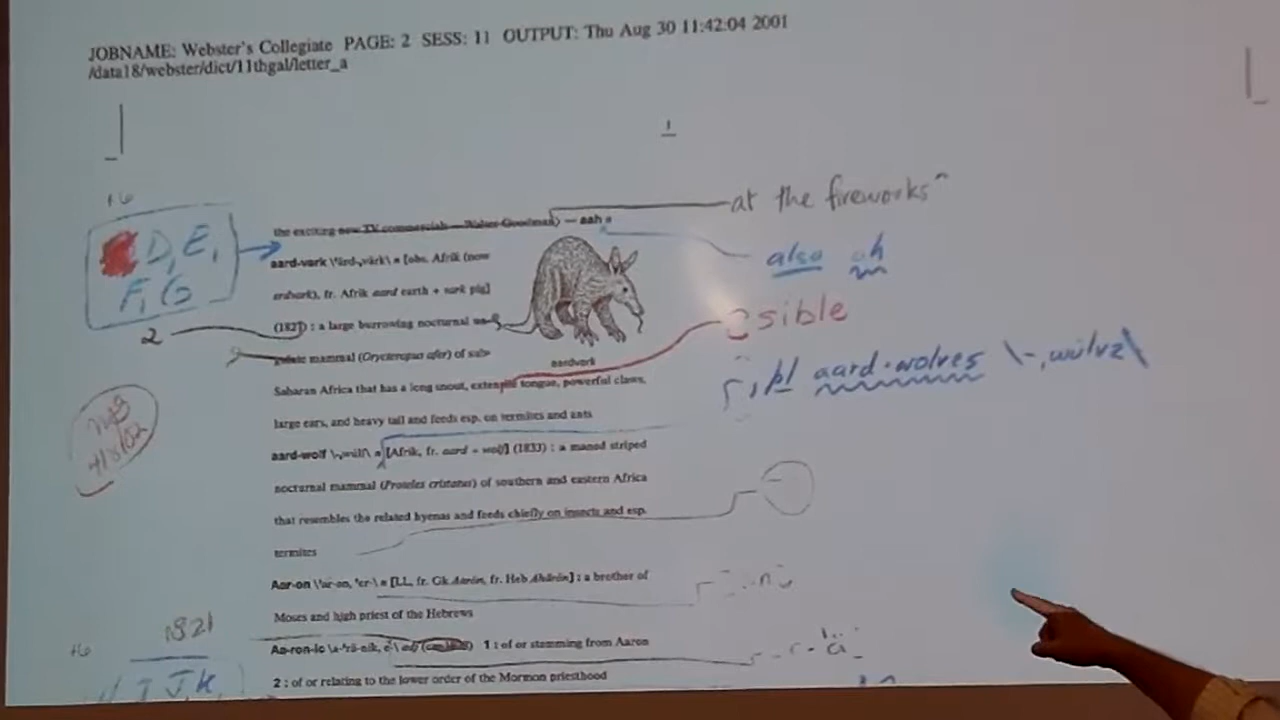 JOBNAME: Webster's Collegiate PAGE: 2 SESS: 11 OUTPUT: Thu Aug 30 11:42:04 2001
/data18/webster/dict/11thgal/letter_a
16
at the fireworks
the exciting new TV commercials — Walter Goodman) — aah n
D, E,
F, G
also ah
aard·vark \ˈärd-ˌvärk\ n [obs. Afrik (now
erdvark), fr. Afrik aard earth + vark pig]
sible
2
(1827) : a large burrowing nocturnal un-
mammal (Orycteropus afer) of sub-
aardvark
Saharan Africa that has a long snout, extensile tongue, powerful claws,
, pl aard·wolves \-ˌwu̇lvz\
large ears, and heavy tail and feeds esp. on termites and ants
4/8/02
aard·wolf \-ˌwu̇lf\ n [Afrik, fr. aard + wolf] (1833) : a maned striped
nocturnal mammal (Proteles cristatus) of southern and eastern Africa
that resembles the related hyenas and feeds chiefly on insects and esp.
termites
Aar·on \ˈar-ən, ˈer-\ n [LL, fr. Gk Aarōn, fr. Heb Ahărōn] : a brother of
Moses and high priest of the Hebrews
1821
+6
Aa·ron·ic \a-ˈrä-nik, e-\ adj 1 : of or stemming from Aaron
2 : of or relating to the lower order of the Mormon priesthood
I J, K